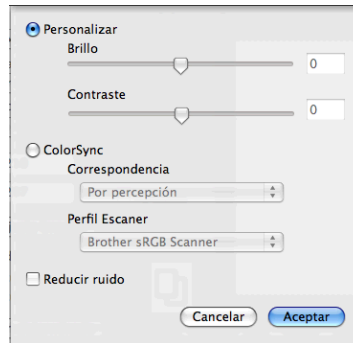 Personalizar
Brillo
0
Contraste
0
ColorSync
Correspondencia
Por percepción
Perfil Escaner
Brother sRGB Scanner
Reducir ruido
Cancelar Aceptar